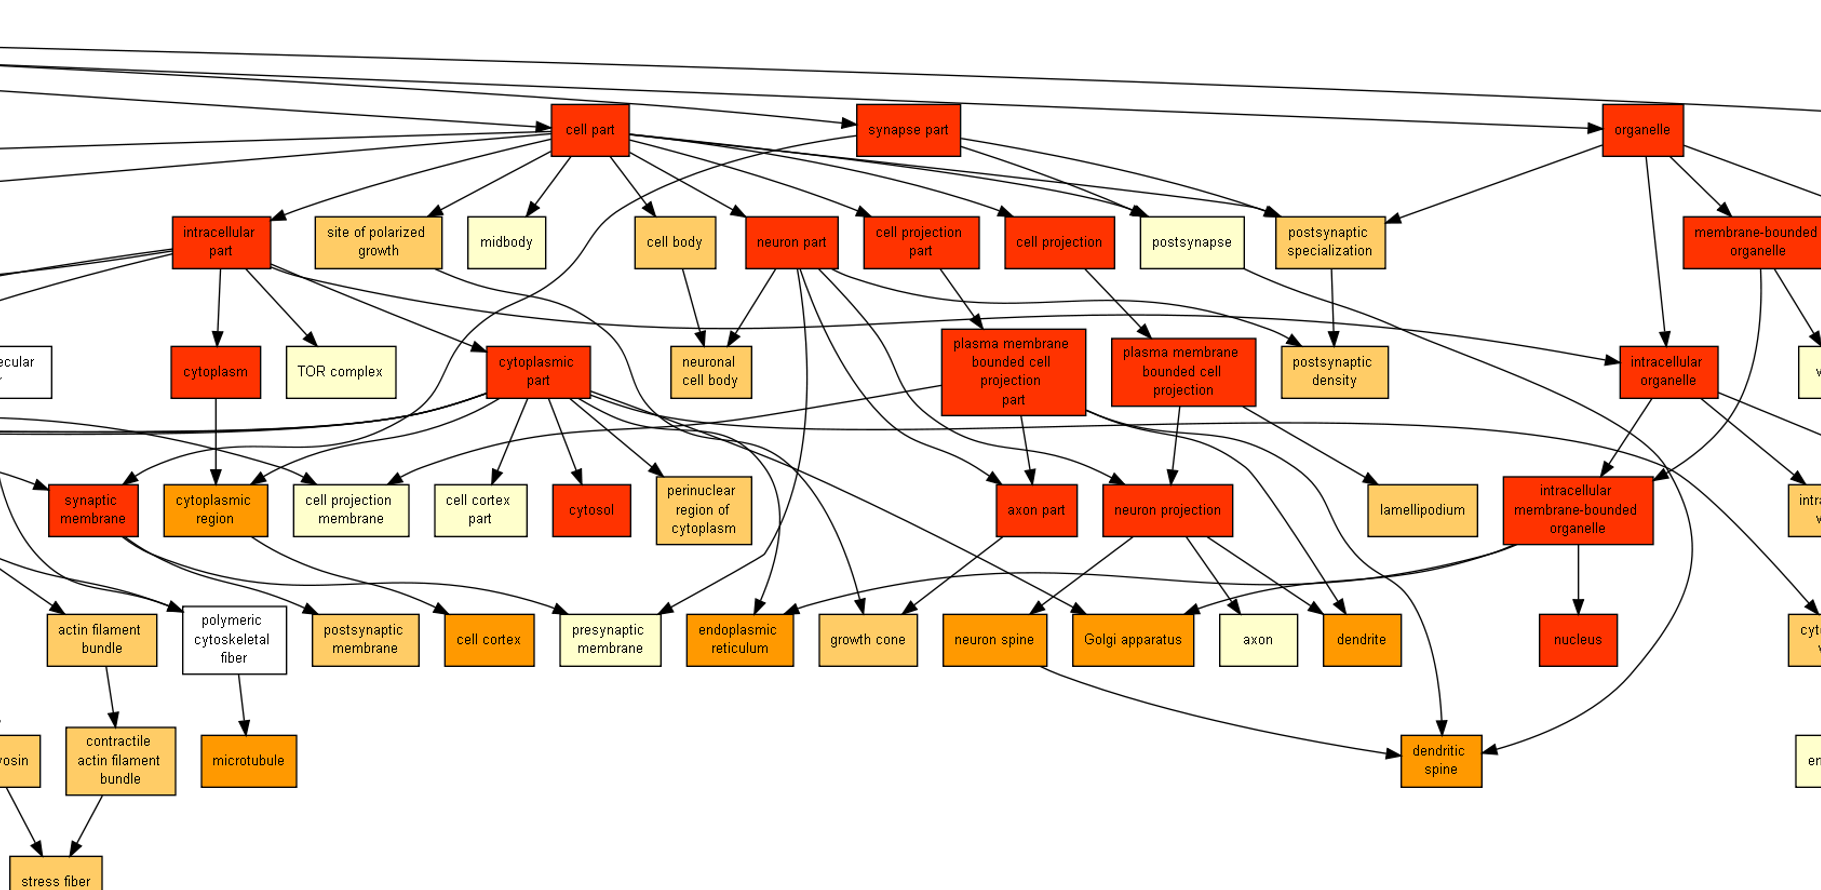 cell part
synapse part
organelle
intracellular
part
site of polarized
growth
midbody
cell body
neuron part
cell projection
part
cell projection
postsynapse
postsynaptic
specialization
membrane-bounded
organelle
cytoplasm
TOR complex
cytoplasmic
part
neuronal
cell body
plasma membrane
bounded cell
projection
part
plasma membrane
bounded cell
projection
postsynaptic
density
intracellular
organelle
synaptic
membrane
cytoplasmic
region
cell projection
membrane
cell cortex
part
cytosol
perinuclear
region of
cytoplasm
axon part
neuron projection
lamellipodium
intracellular
membrane-bounded
organelle
actin filament
bundle
polymeric
cytoskeletal
fiber
postsynaptic
membrane
cell cortex
presynaptic
membrane
endoplasmic
reticulum
growth cone
neuron spine
Golgi apparatus
axon
dendrite
nucleus
contractile
actin filament
bundle
microtubule
dendritic
spine
stress fiber